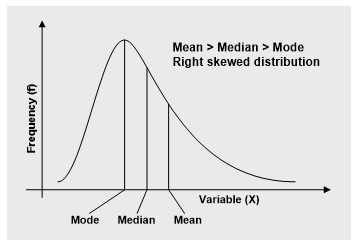 Mean > Median > Mode
Right skewed distribution
Frequency (f)
Variable (X)
Mode Median Mean